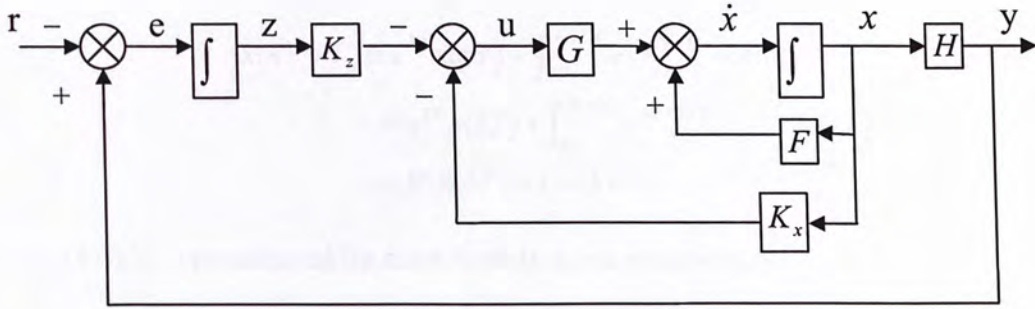 r − e ∫ z K_z − u G + ẋ ∫ x H y
+ − + F
K_x